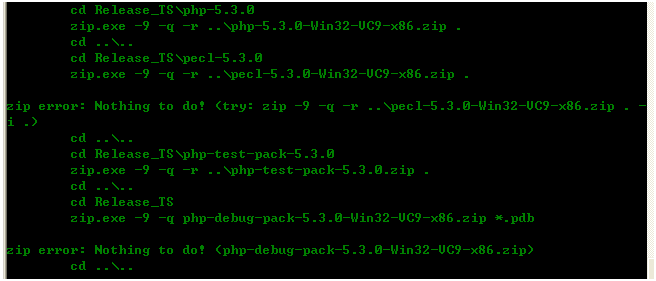 cd Release_TS\php-5.3.0
zip.exe -9 -q -r ..\php-5.3.0-Win32-VC9-x86.zip .
cd ..\..
cd Release_TS\pecl-5.3.0
zip.exe -9 -q -r ..\pecl-5.3.0-Win32-VC9-x86.zip .
zip error: Nothing to do! (try: zip -9 -q -r ..\pecl-5.3.0-Win32-VC9-x86.zip . -
i .)
cd ..\..
cd Release_TS\php-test-pack-5.3.0
zip.exe -9 -q -r ..\php-test-pack-5.3.0.zip .
cd ..\..
cd Release_TS
zip.exe -9 -q php-debug-pack-5.3.0-Win32-VC9-x86.zip *.pdb
zip error: Nothing to do! (php-debug-pack-5.3.0-Win32-VC9-x86.zip)
cd ..\..